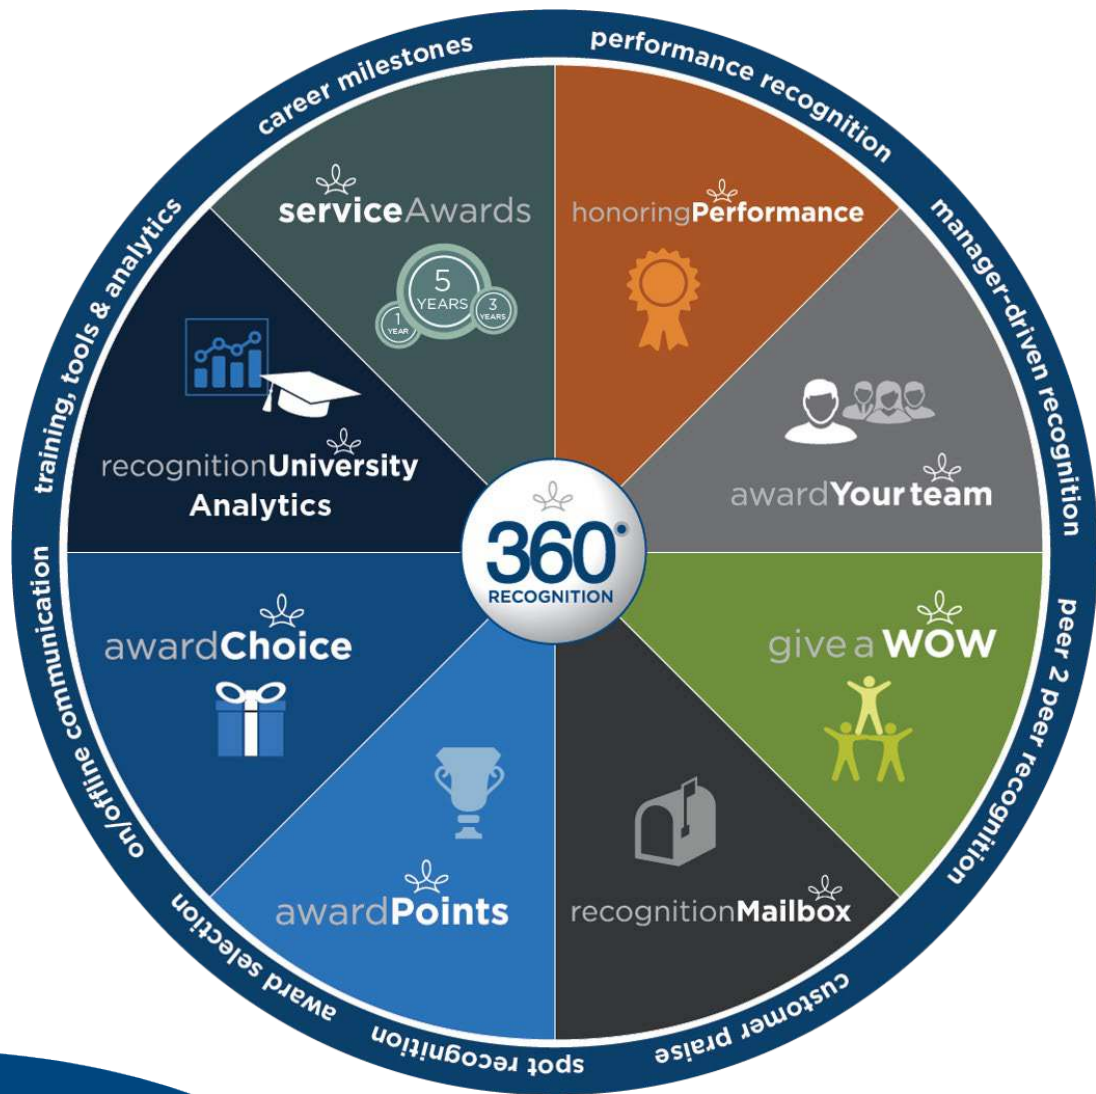 career milestones
performance recognition
manager-driven recognition
peer 2 peer recognition
customer praise
spot recognition
award selection
on/offline communication
training, tools & analytics
serviceAwards
5
YEARS
1
YEAR
3
YEARS
honoringPerformance
awardYour team
give a WOW
recognitionMailbox
awardPoints
awardChoice
recognitionUniversity
Analytics
360°
RECOGNITION